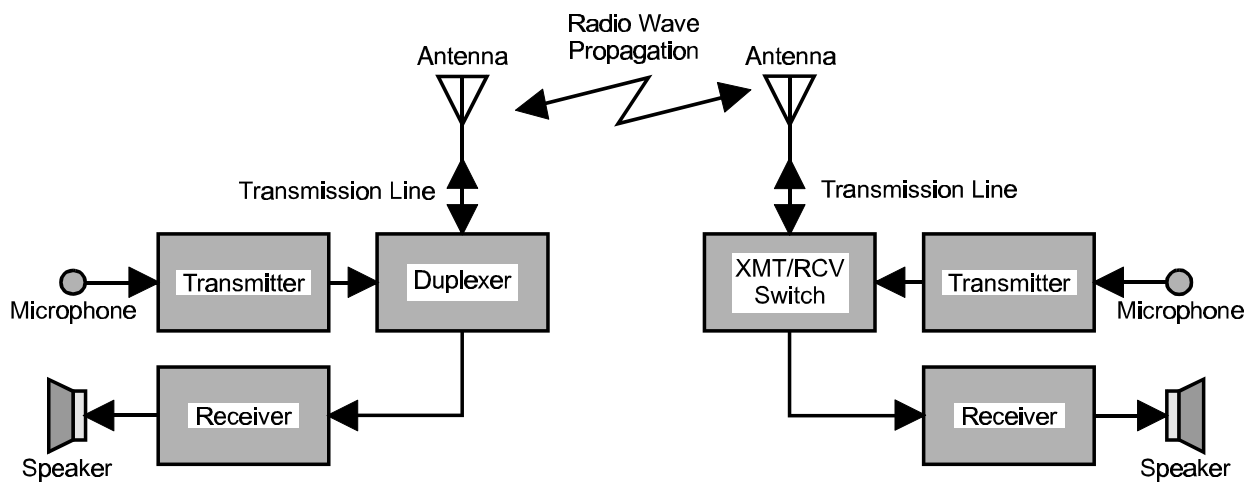 Radio Wave
Propagation
Antenna
Antenna
Transmission Line
Transmission Line
Transmitter
Duplexer
XMT/RCV
Switch
Transmitter
Microphone
Microphone
Receiver
Receiver
Speaker
Speaker